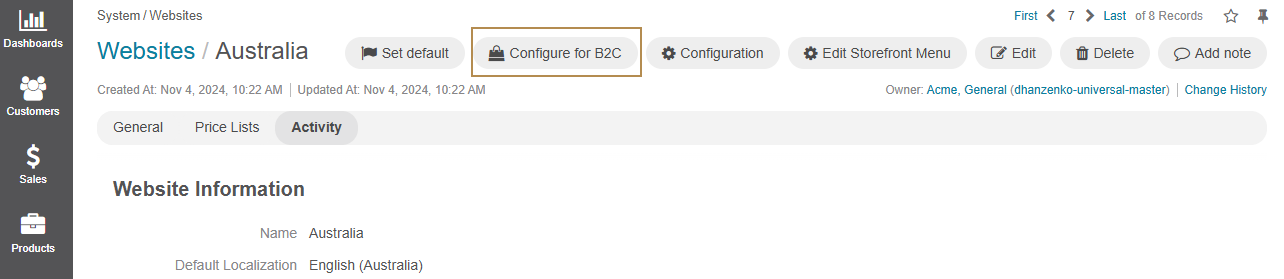 Dashboards
Customers
Sales
Products
System / Websites
First 7 Last of 8 Records
Websites / Australia
Set default
Configure for B2C
Configuration
Edit Storefront Menu
Edit
Delete
Add note
Created At: Nov 4, 2024, 10:22 AM Updated At: Nov 4, 2024, 10:22 AM
Owner: Acme, General (dhanzenko-universal-master) Change History
General Price Lists Activity
Website Information
Name Australia
Default Localization English (Australia)